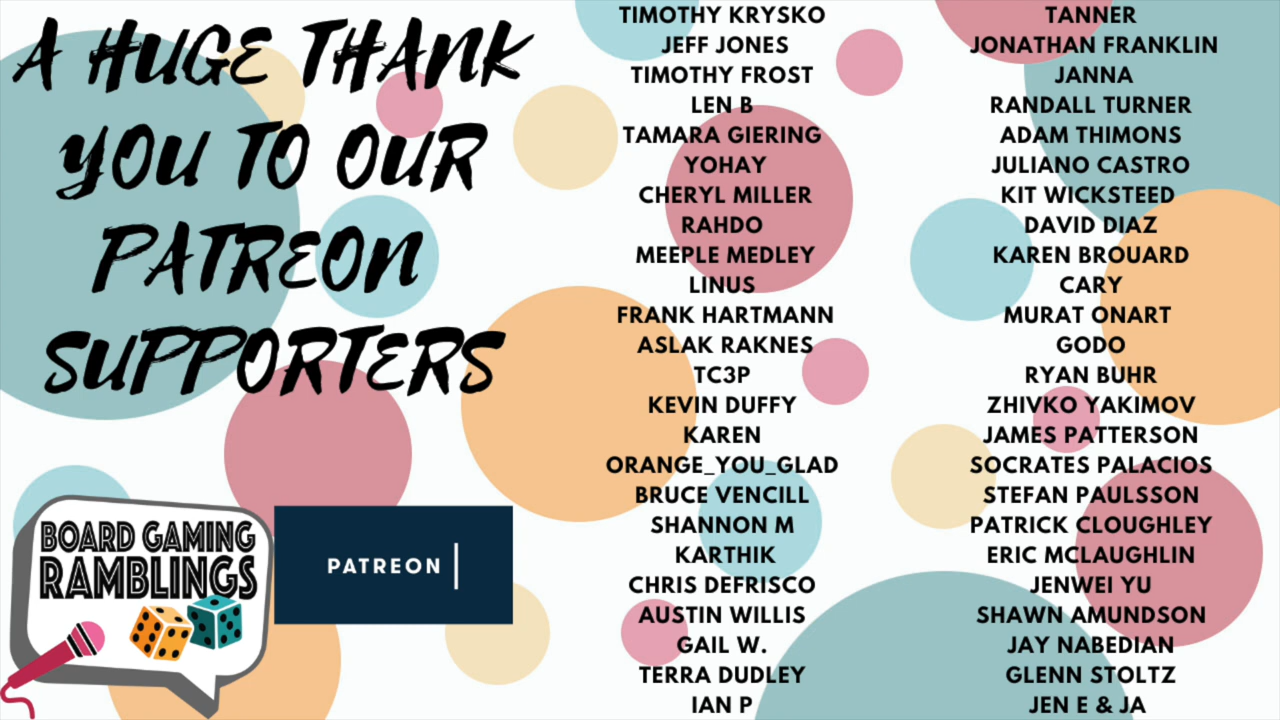 A HUGE THANK
YOU TO OUR
PATREON
SUPPORTERS
BOARD GAMING
RAMBLINGS
PATREON
TIMOTHY KRYSKO
JEFF JONES
TIMOTHY FROST
LEN B
TAMARA GIERING
YOHAY
CHERYL MILLER
RAHDO
MEEPLE MEDLEY
LINUS
FRANK HARTMANN
ASLAK RAKNES
TC3P
KEVIN DUFFY
KAREN
ORANGE_YOU_GLAD
BRUCE VENCILL
SHANNON M
KARTHIK
CHRIS DEFRISCO
AUSTIN WILLIS
GAIL W.
TERRA DUDLEY
IAN P
TANNER
JONATHAN FRANKLIN
JANNA
RANDALL TURNER
ADAM THIMONS
JULIANO CASTRO
KIT WICKSTEED
DAVID DIAZ
KAREN BROUARD
CARY
MURAT ONART
GODO
RYAN BUHR
ZHIVKO YAKIMOV
JAMES PATTERSON
SOCRATES PALACIOS
STEFAN PAULSSON
PATRICK CLOUGHLEY
ERIC MCLAUGHLIN
JENWEI YU
SHAWN AMUNDSON
JAY NABEDIAN
GLENN STOLTZ
JEN E & JA